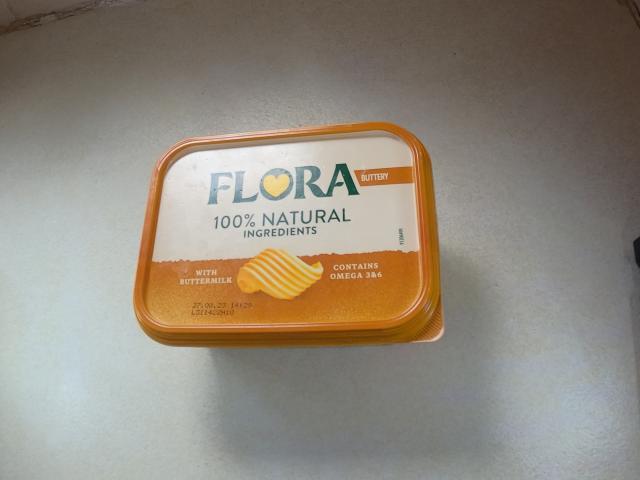 FLORA
BUTTERY
100% NATURAL
INGREDIENTS
WITH
BUTTERMILK
CONTAINS
OMEGA 3&6